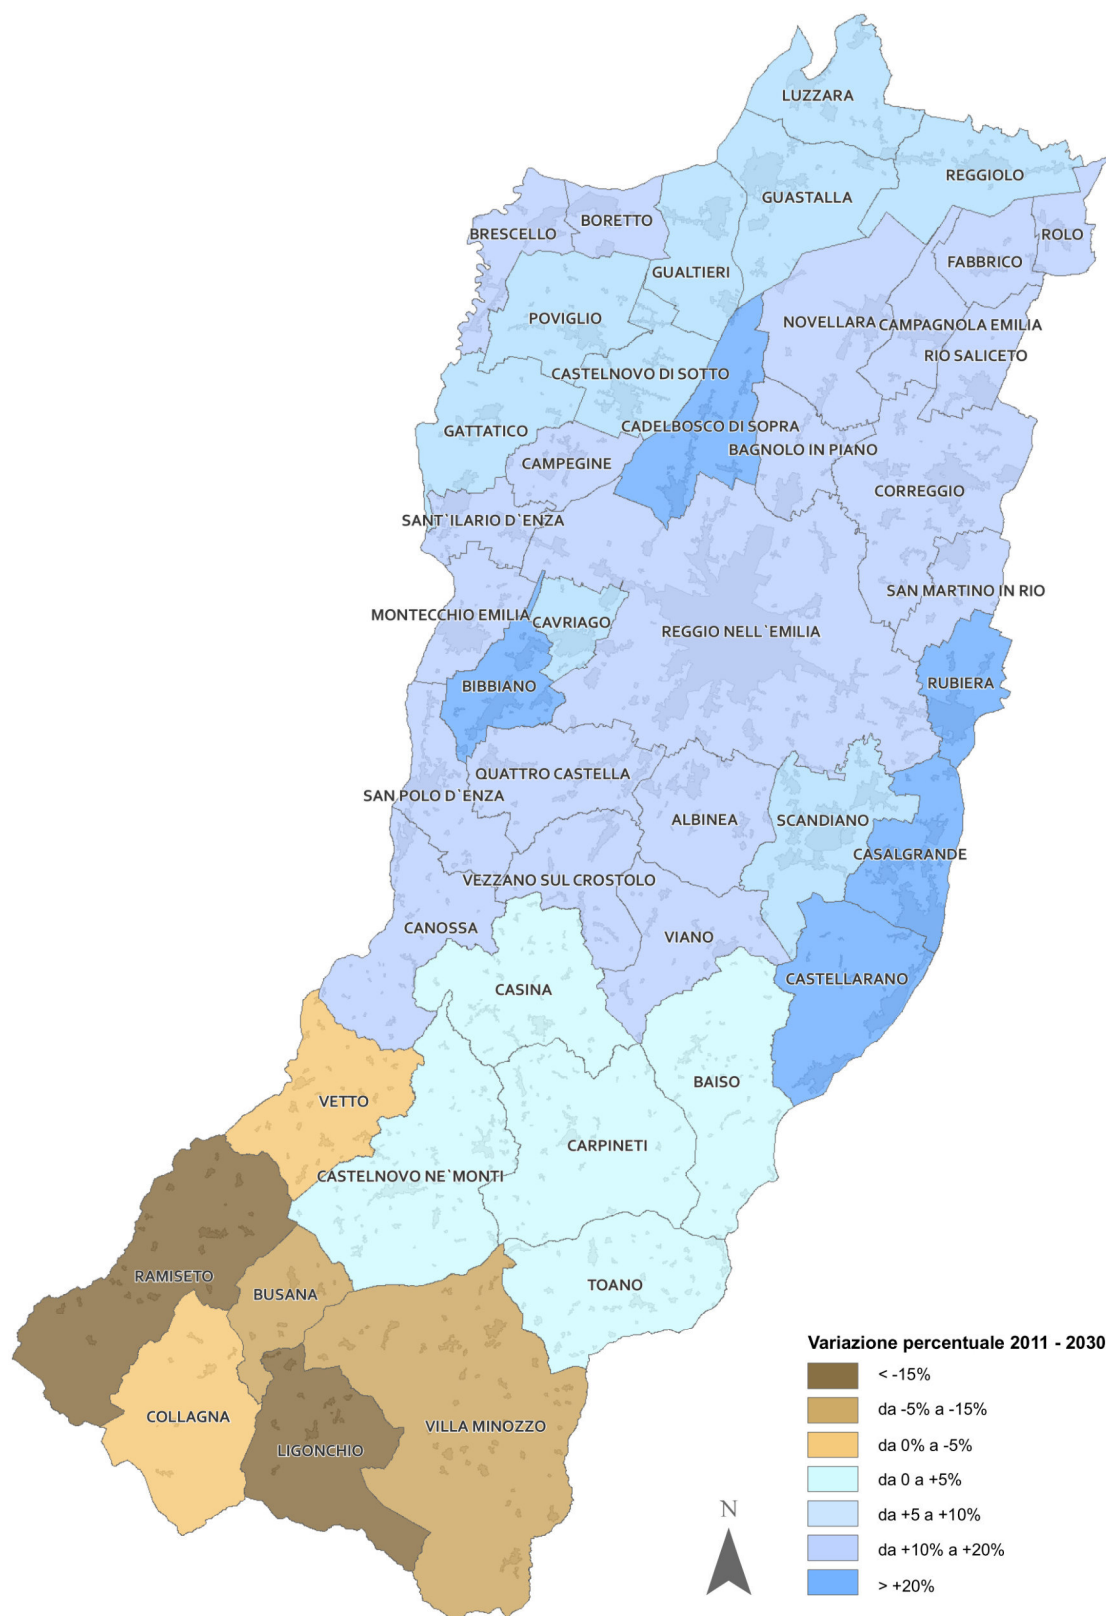 LUZZARA
REGGIOLO
GUASTALLA
BORETTO
BRESCELLO
ROLO
FABBRICO
GUALTIERI
POVIGLIO
NOVELLARA
CAMPAGNOLA EMILIA
RIO SALICETO
CASTELNOVO DI SOTTO
CADELBOSCO DI SOPRA
GATTATICO
BAGNOLO IN PIANO
CAMPEGINE
CORREGGIO
SANT`ILARIO D`ENZA
SAN MARTINO IN RIO
MONTECCHIO EMILIA
CAVRIAGO
REGGIO NELL`EMILIA
RUBIERA
BIBBIANO
QUATTRO CASTELLA
SAN POLO D`ENZA
ALBINEA
SCANDIANO
CASALGRANDE
VEZZANO SUL CROSTOLO
CANOSSA
VIANO
CASTELLARANO
CASINA
BAISO
VETTO
CARPINETI
CASTELNOVO NE`MONTI
RAMISETO
TOANO
BUSANA
COLLAGNA
VILLA MINOZZO
LIGONCHIO
N
Variazione percentuale 2011 - 2030
< -15%
da -5% a -15%
da 0% a -5%
da 0 a +5%
da +5 a +10%
da +10% a +20%
> +20%